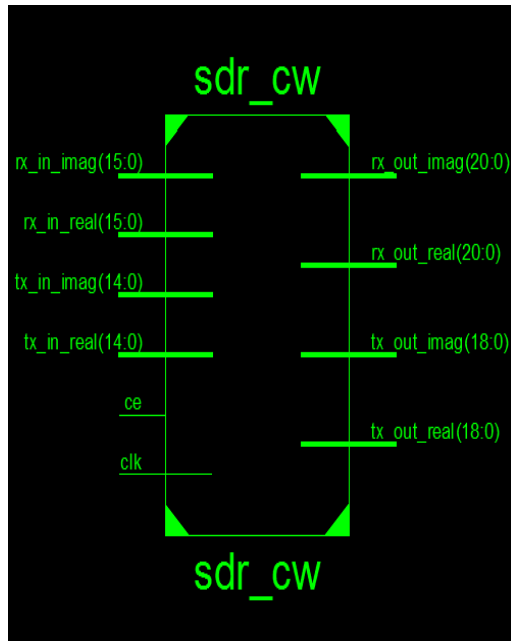 sdr_cw
rx_in_imag(15:0)
rx_in_real(15:0)
tx_in_imag(14:0)
tx_in_real(14:0)
ce
clk
rx_out_imag(20:0)
rx_out_real(20:0)
tx_out_imag(18:0)
tx_out_real(18:0)
sdr_cw